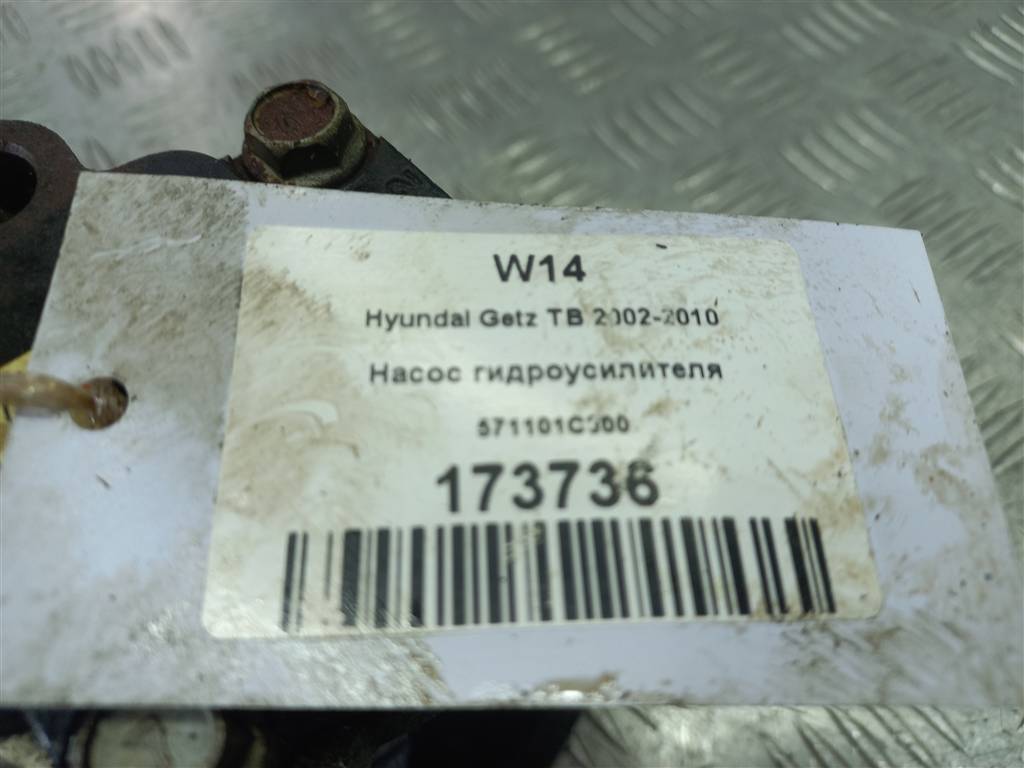 W14
Hyundai Getz TB 2002-2010
Насос гидроусилителя
173736